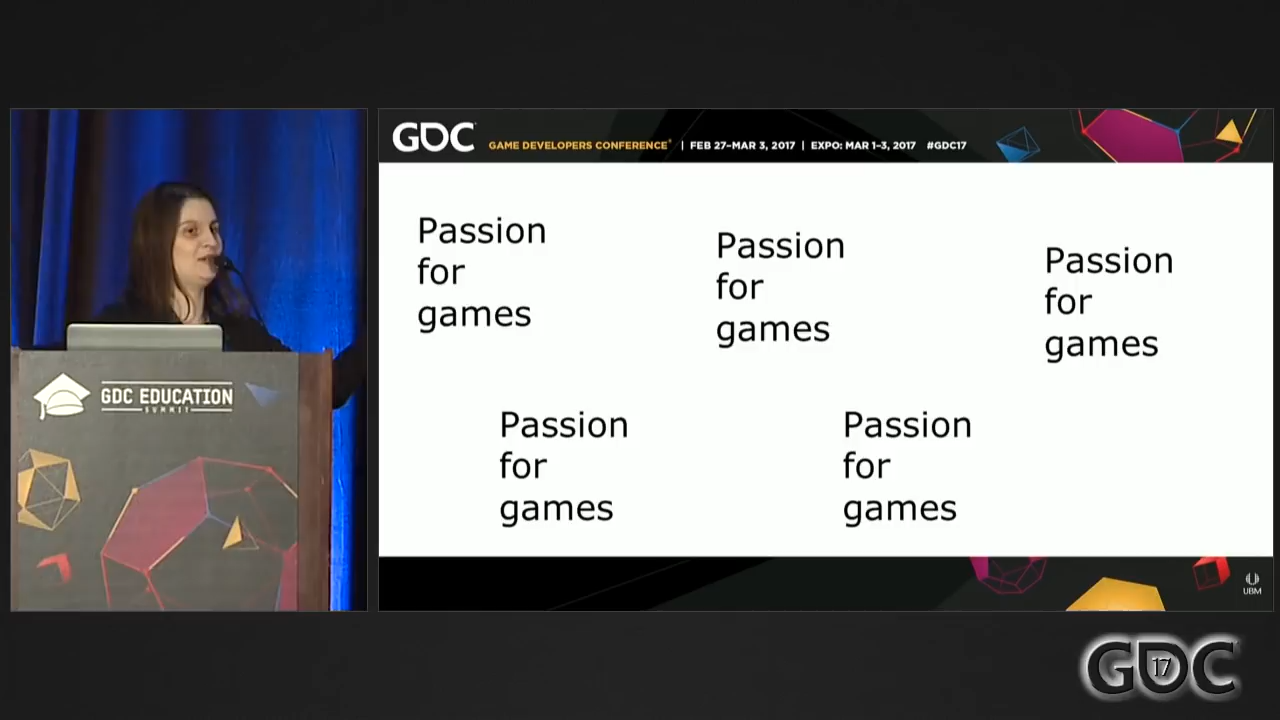 GDC
GAME DEVELOPERS CONFERENCE® | FEB 27–MAR 3, 2017 | EXPO: MAR 1–3, 2017 #GDC17
Passion
for
games
Passion
for
games
Passion
for
games
Passion
for
games
Passion
for
games
GDC EDUCATION
SUMMIT
UBM
GDC
17